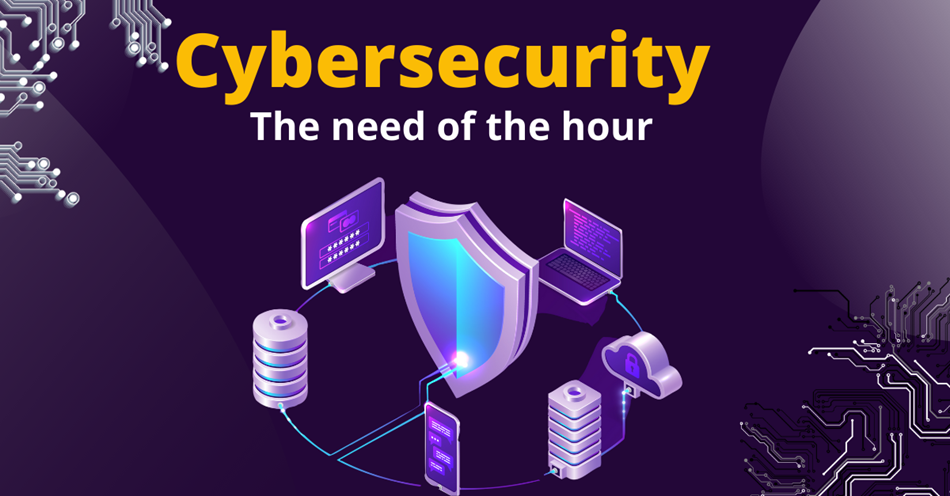 Cybersecurity
The need of the hour